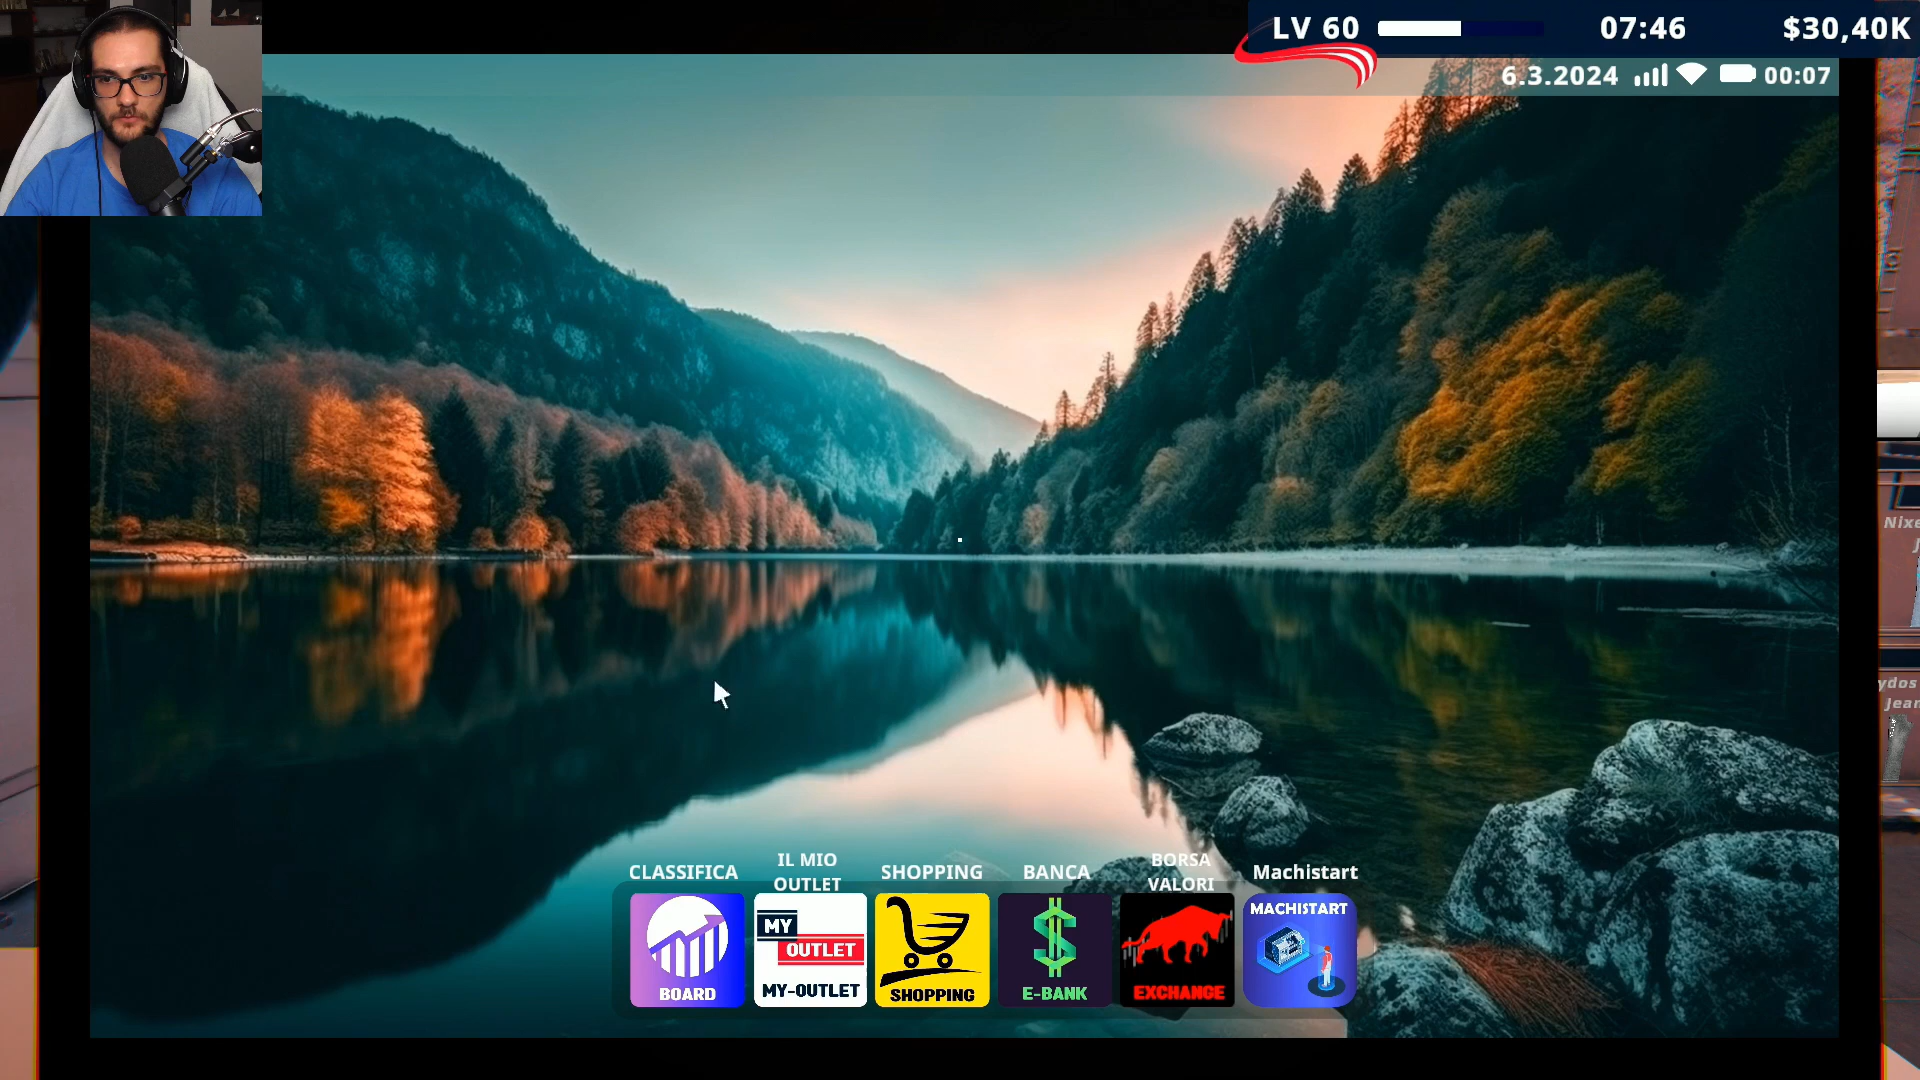 LV 60 07:46 $30,40K
6.3.2024 00:07
Nixe
J
ydos
Jean
CLASSIFICA
IL MIO
OUTLET
SHOPPING
BANCA
BORSA
VALORI
Machistart
BOARD
MY
OUTLET
MY-OUTLET
SHOPPING
E-BANK
EXCHANGE
MACHISTART